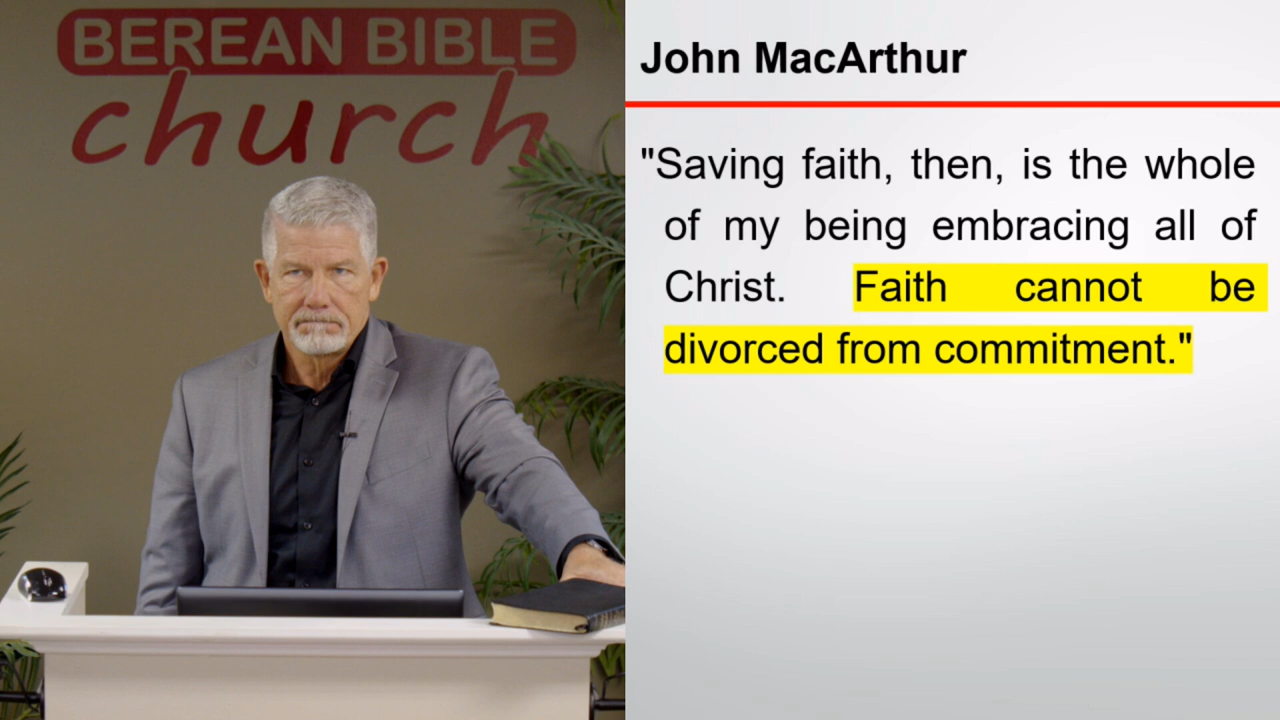 BEREAN BIBLE
church
John MacArthur
"Saving faith, then, is the whole
of my being embracing all of
Christ. Faith cannot be
divorced from commitment."